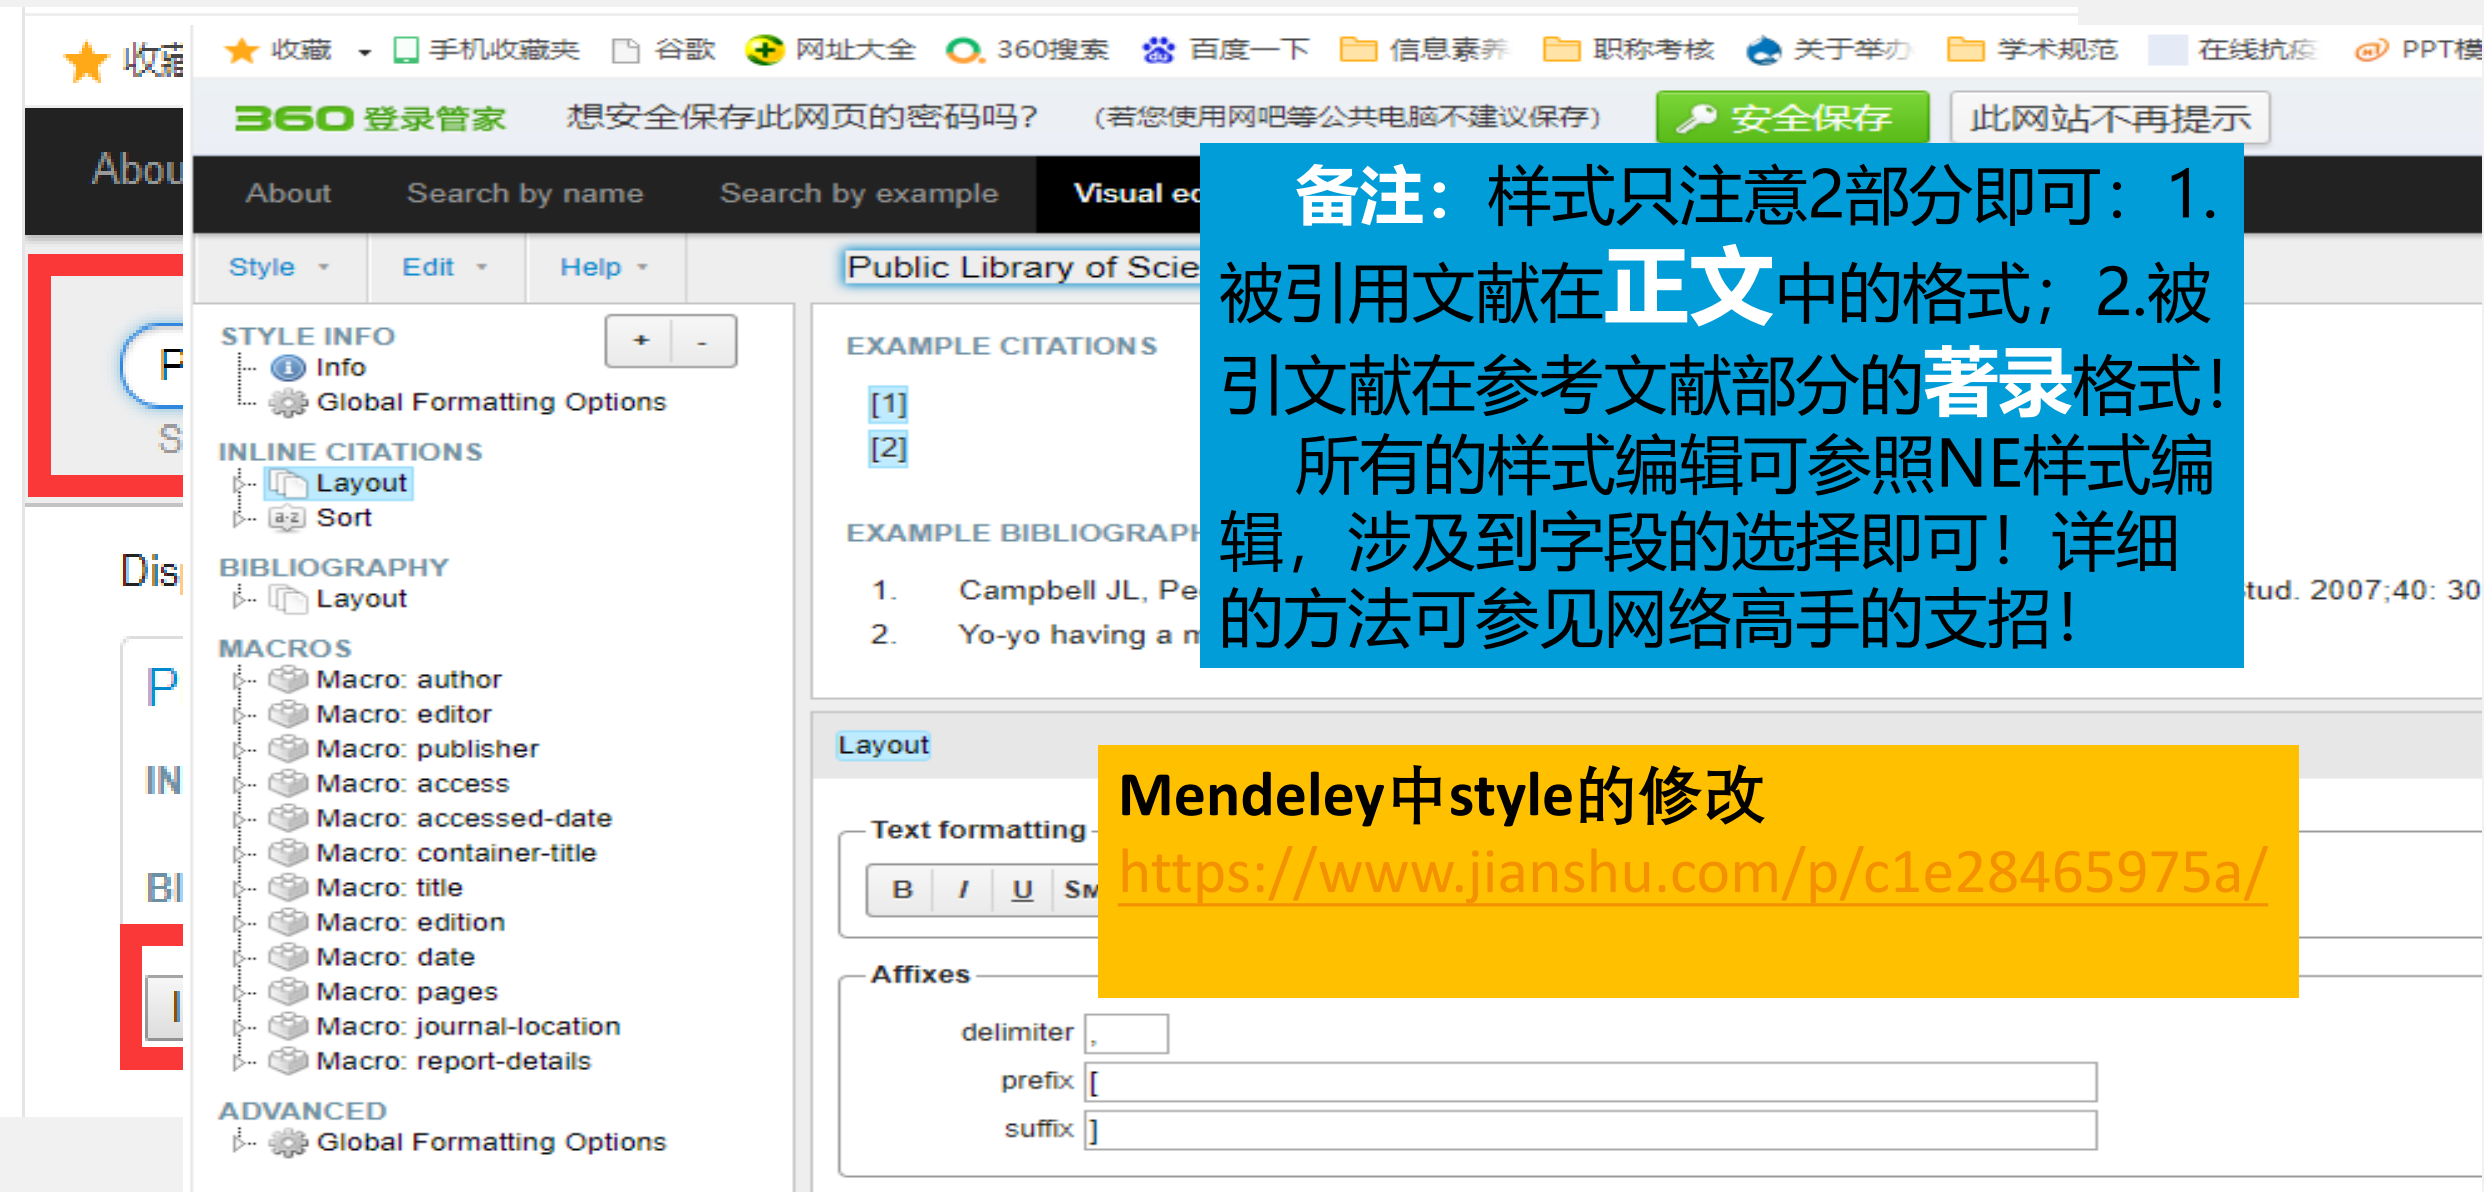 收藏
收藏 手机收藏夹 谷歌 网址大全 360搜索 百度一下 信息素养 职称考核 关于举办 学术规范 在线抗疫 PPT模
360登录管家 想安全保存此网页的密码吗? (若您使用网吧等公共电脑不建议保存) 安全保存 此网站不再提示
Abou
About Search by name Search by example Visual ed
Style Edit Help Public Library of Scie
备注：样式只注意2部分即可：1.
被引用文献在正文中的格式；2.被
引文献在参考文献部分的著录格式！
所有的样式编辑可参照NE样式编
辑，涉及到字段的选择即可！详细
的方法可参见网络高手的支招！
STYLE INFO + -
Info
Global Formatting Options
INLINE CITATIONS
Layout
a-z Sort
BIBLIOGRAPHY
Layout
MACROS
Macro: author
Macro: editor
Macro: publisher
Macro: access
Macro: accessed-date
Macro: container-title
Macro: title
Macro: edition
Macro: date
Macro: pages
Macro: journal-location
Macro: report-details
ADVANCED
Global Formatting Options
EXAMPLE CITATIONS
[1]
[2]
EXAMPLE BIBLIOGRAPH
1. Campbell JL, Pe tud. 2007;40: 30
2. Yo-yo having a m
Layout
Mendeley中style的修改
https://www.jianshu.com/p/c1e28465975a/
Text formatting
B I U SM
Affixes
delimiter ,
prefix [
suffix ]
P
S
Dis
P
IN
BI